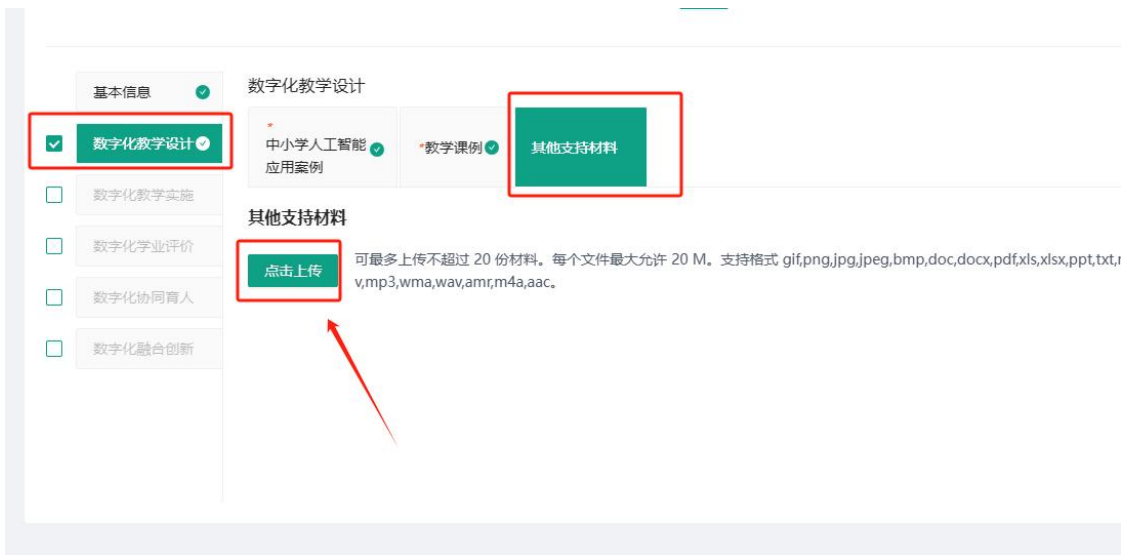 基本信息
数字化教学设计
数字化教学实施
数字化学业评价
数字化协同育人
数字化融合创新
数字化教学设计
*
中小学人工智能
应用案例
*教学课例
其他支持材料
其他支持材料
点击上传
可最多上传不超过 20 份材料。每个文件最大允许 20 M。支持格式 gif,png,jpg,jpeg,bmp,doc,docx,pdf,xls,xlsx,ppt,txt,
v,mp3,wma,wav,amr,m4a,aac。